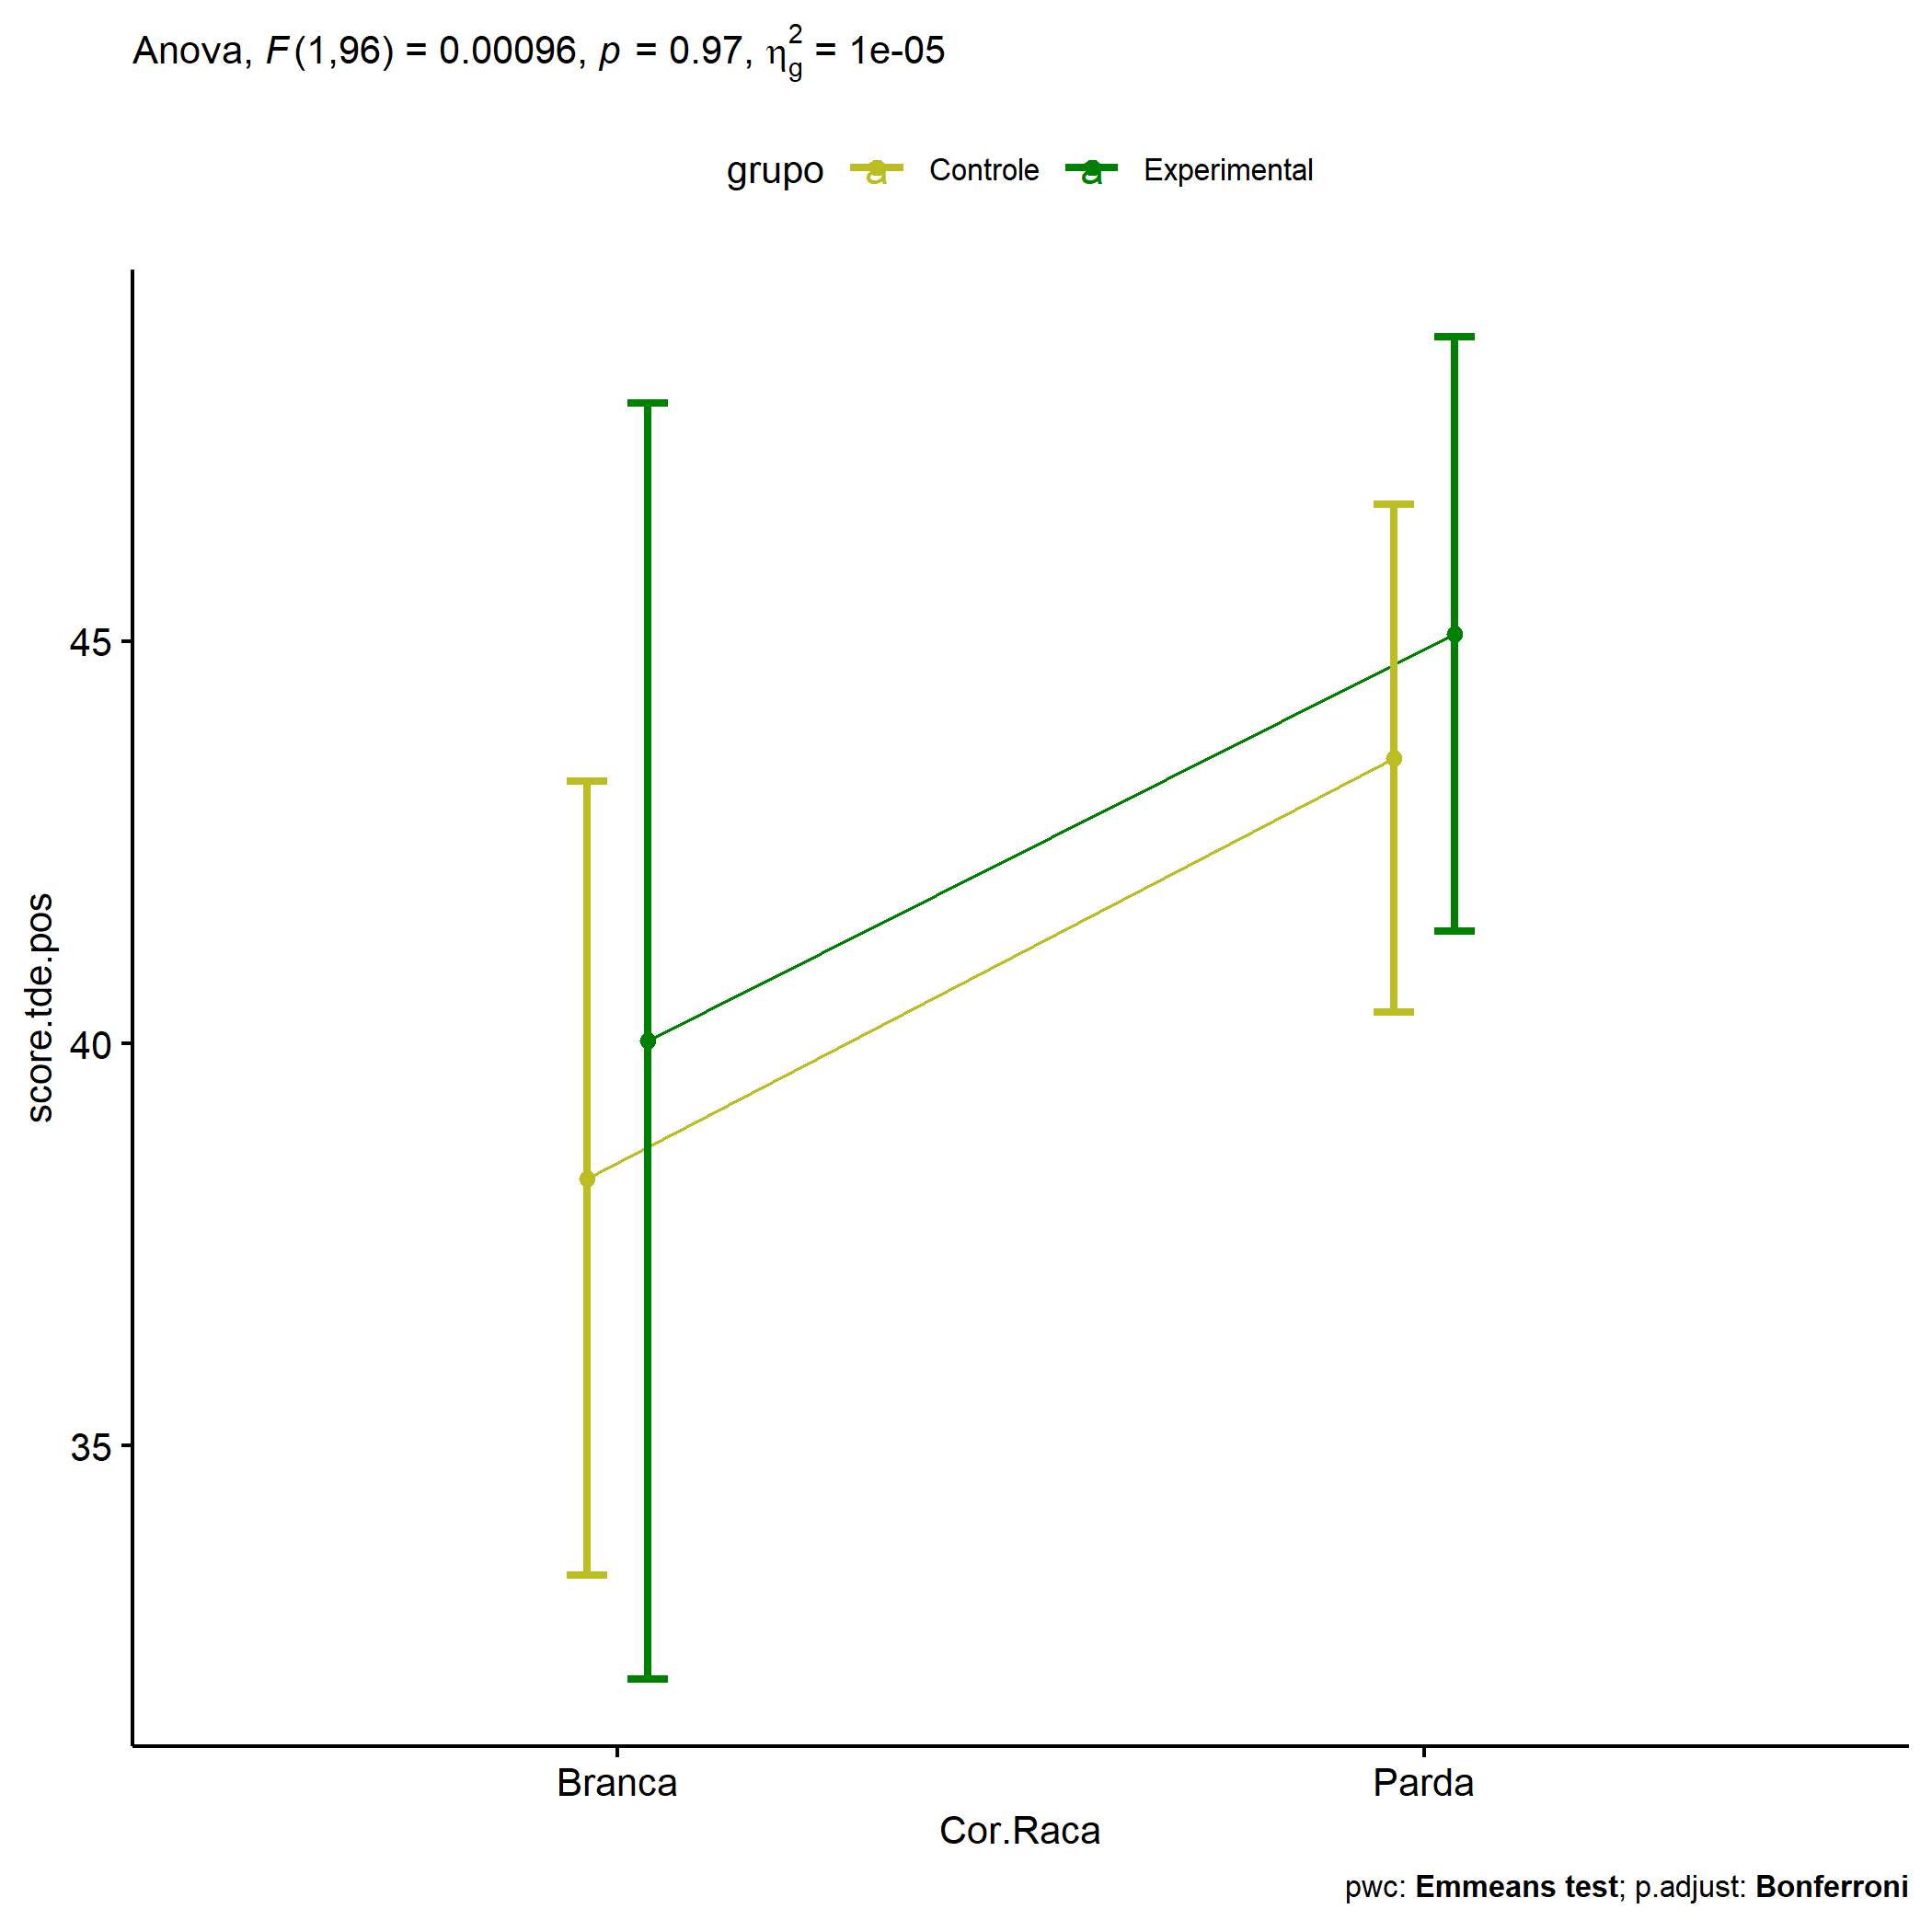 Anova, F(1,96) = 0.00096, p = 0.97, η²g = 1e-05
grupo a Controle a Experimental
45
40
35
score.tde.pos
Branca Parda
Cor.Raca
pwc: Emmeans test; p.adjust: Bonferroni